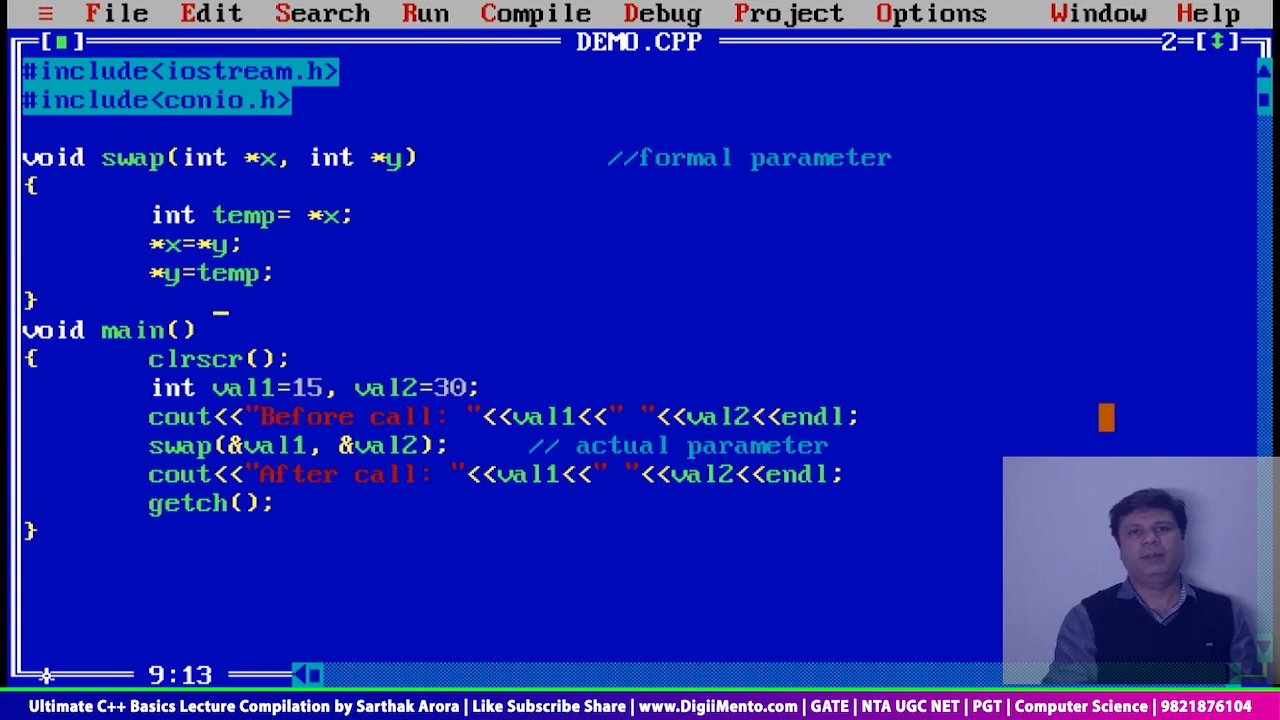 ≡ File Edit Search Run Compile Debug Project Options Window Help
[■] DEMO.CPP 2=[↕]
#include<iostream.h>
#include<conio.h>
void swap(int *x, int *y) //formal parameter
{
int temp= *x;
*x=*y;
*y=temp;
}
void main()
{ clrscr();
int val1=15, val2=30;
cout<<"Before call: "<<val1<<" "<<val2<<endl;
swap(&val1, &val2); // actual parameter
cout<<"After call: "<<val1<<" "<<val2<<endl;
getch();
}
9:13
Ultimate C++ Basics Lecture Compilation by Sarthak Arora | Like Subscribe Share | www.DigiiMento.com | GATE | NTA UGC NET | PGT | Computer Science | 9821876104